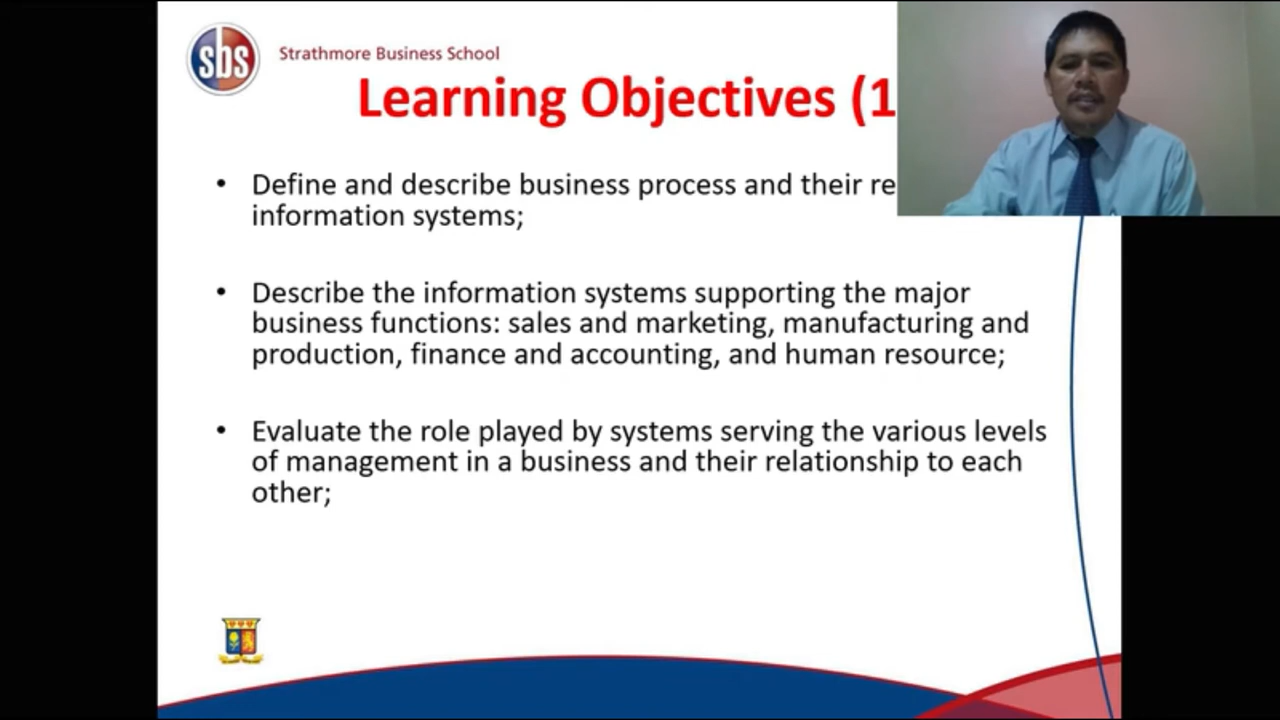 sbs
Strathmore Business School
Learning Objectives (1
• Define and describe business process and their re
information systems;
• Describe the information systems supporting the major
business functions: sales and marketing, manufacturing and
production, finance and accounting, and human resource;
• Evaluate the role played by systems serving the various levels
of management in a business and their relationship to each
other;